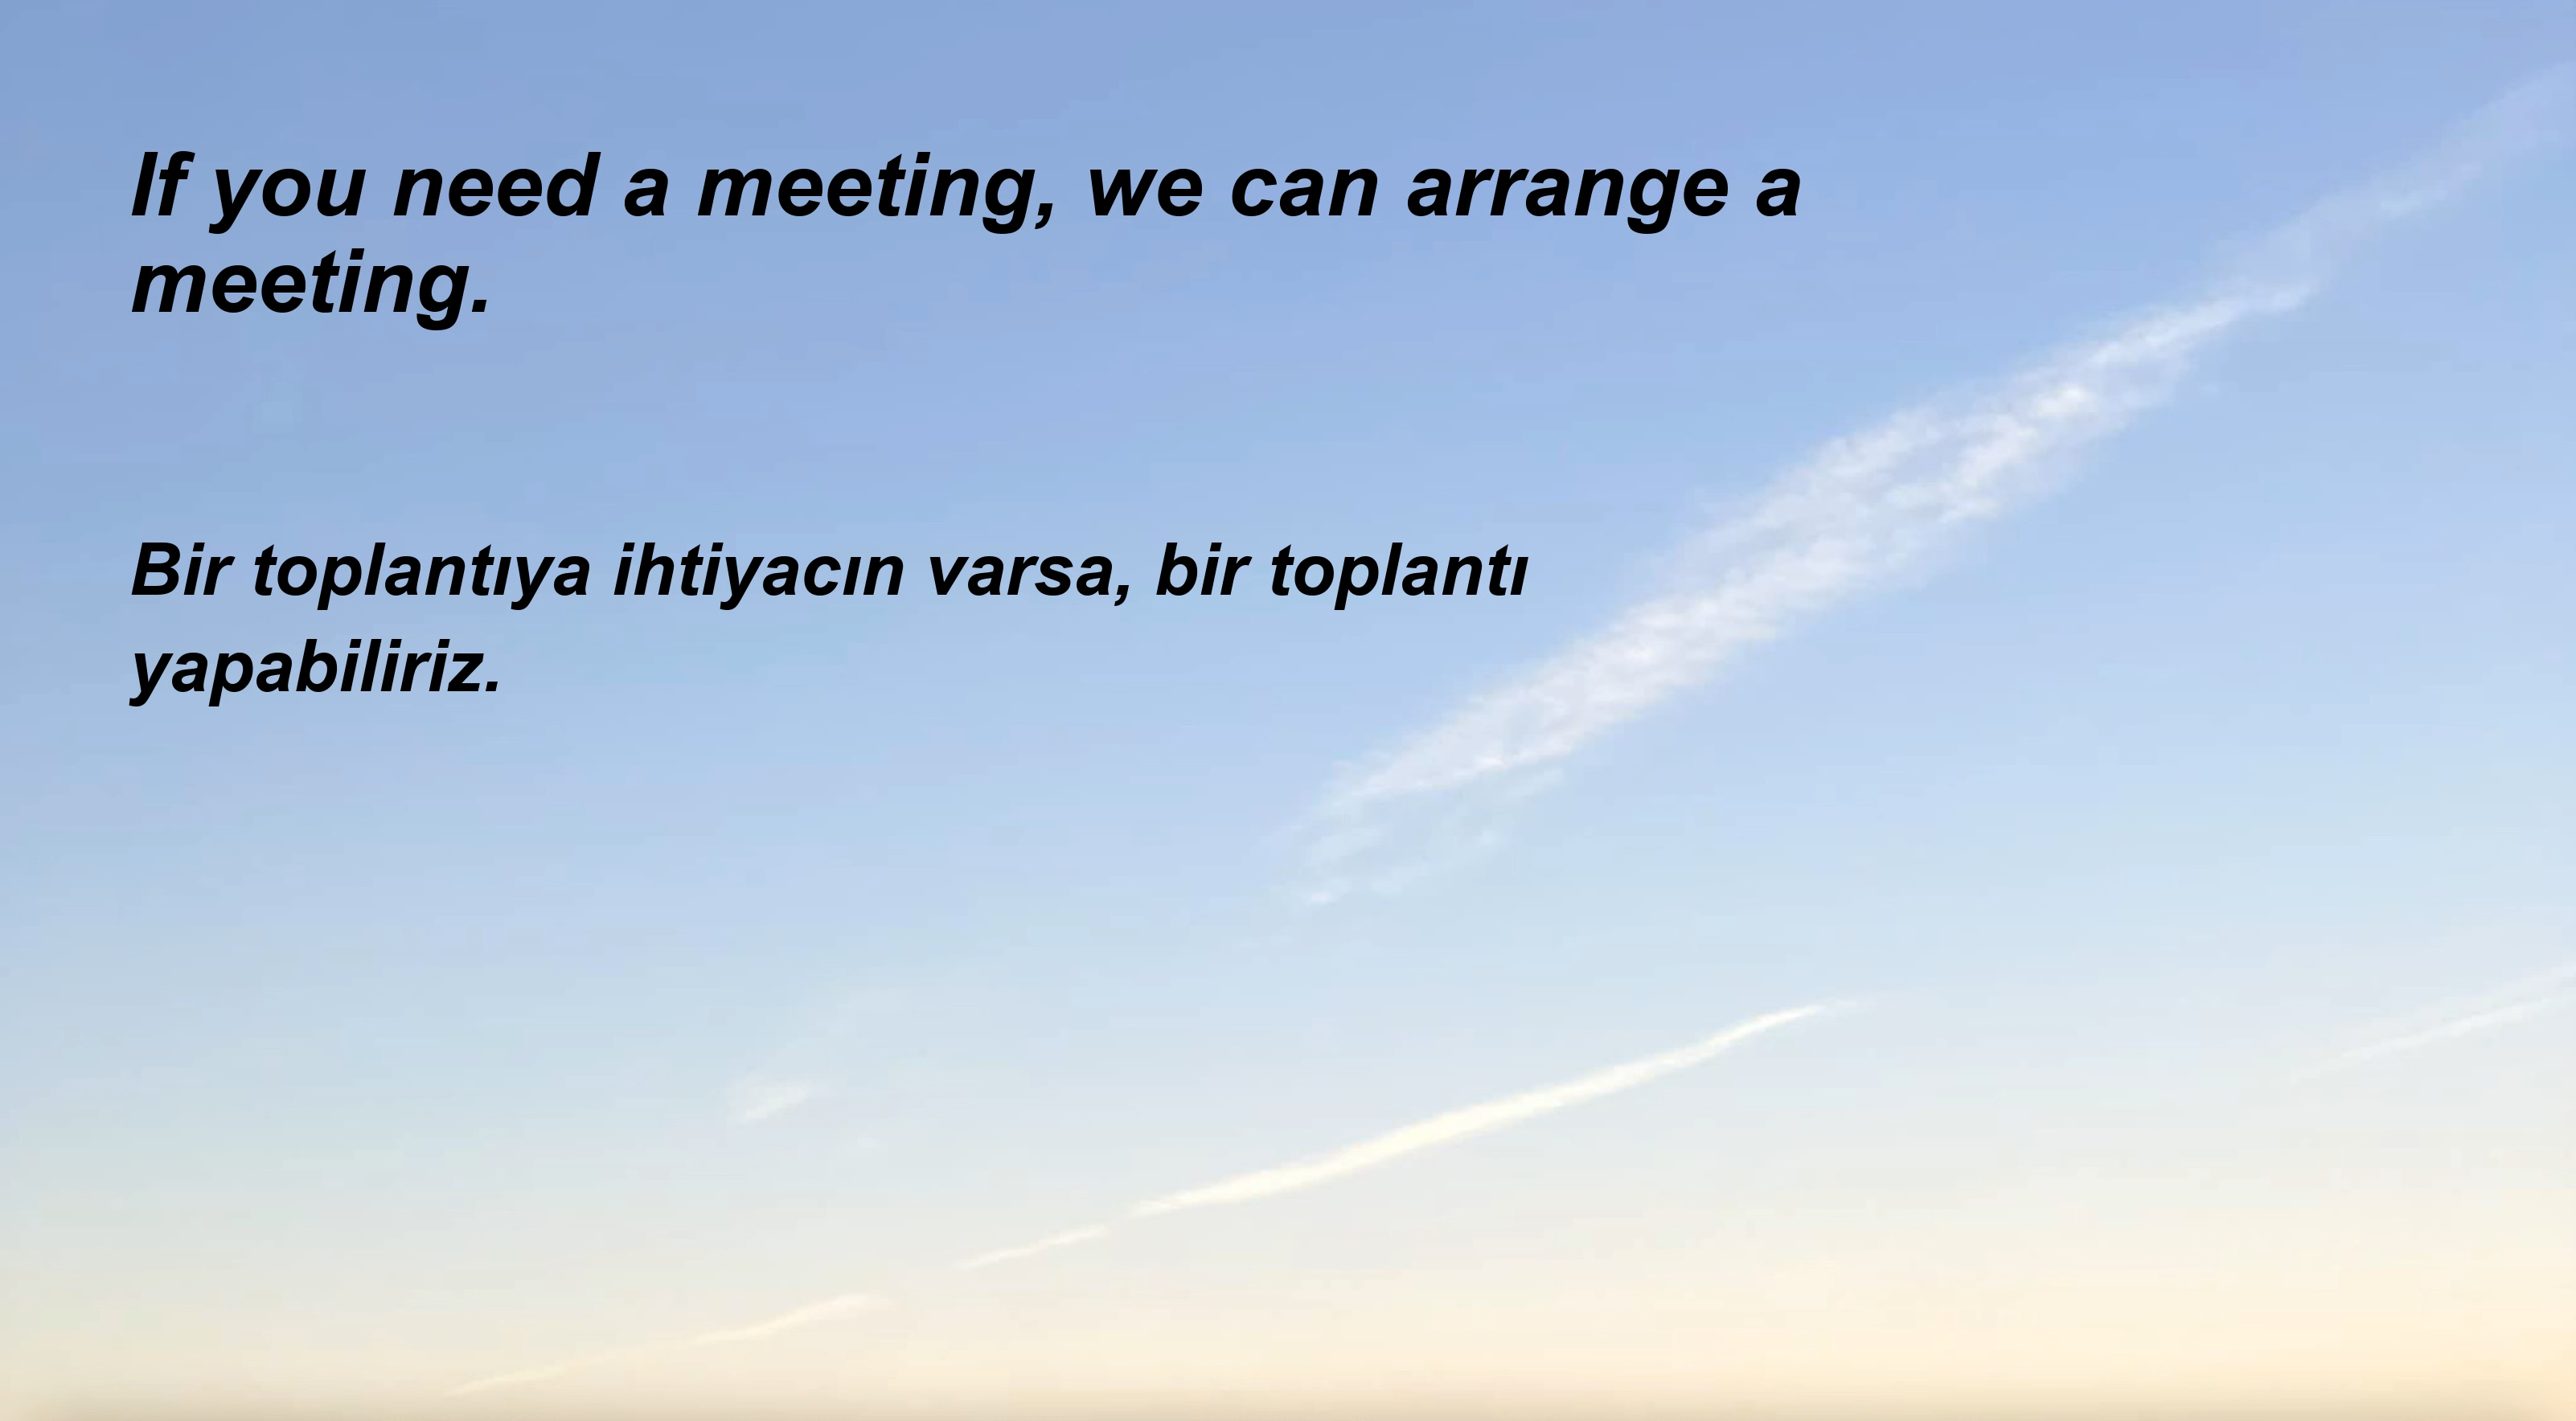 If you need a meeting, we can arrange a
meeting.
Bir toplantıya ihtiyacın varsa, bir toplantı
yapabiliriz.